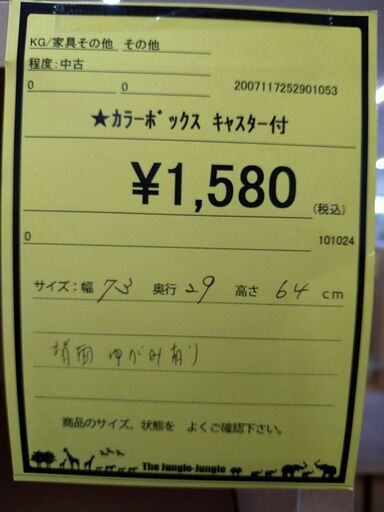 KG/家具その他 その他
程度:中古
0 0 2007117252901053
★カラーボックス キャスター付
¥1,580 (税込)
0 101024
サイズ:幅 73 奥行 29 高さ 64 cm
背面 ゆがみ有り
商品のサイズ、状態を よくご確認下さい。
The Jungle-Jungle